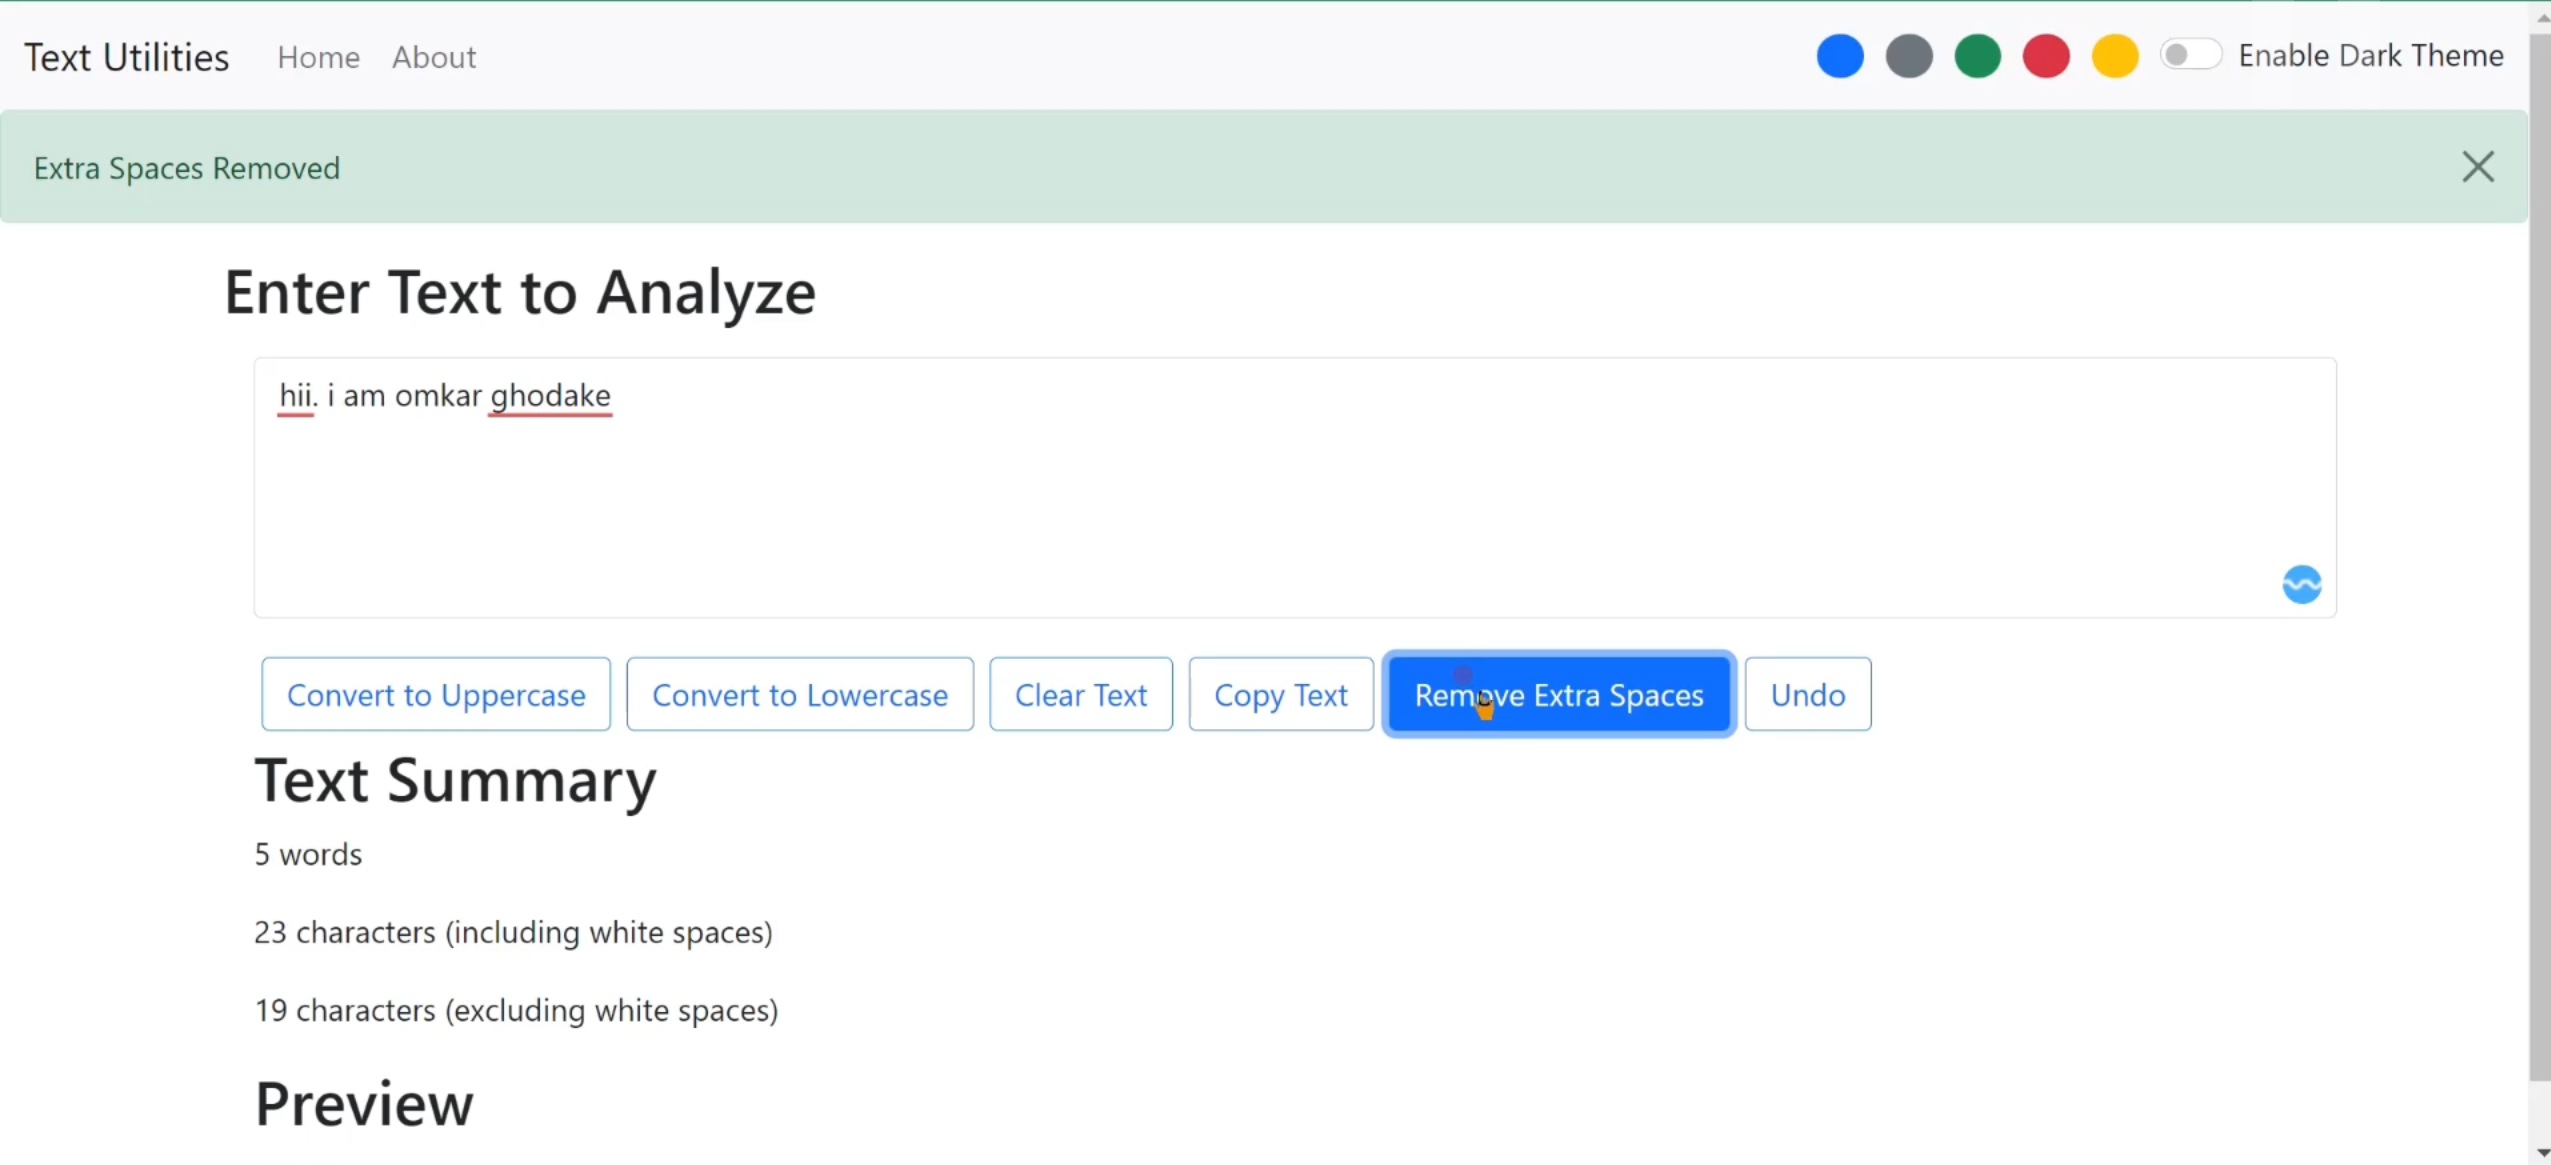 Text Utilities Home About Enable Dark Theme
Extra Spaces Removed
Enter Text to Analyze
hii. i am omkar ghodake
Convert to Uppercase Convert to Lowercase Clear Text Copy Text Remove Extra Spaces Undo
Text Summary
5 words
23 characters (including white spaces)
19 characters (excluding white spaces)
Preview